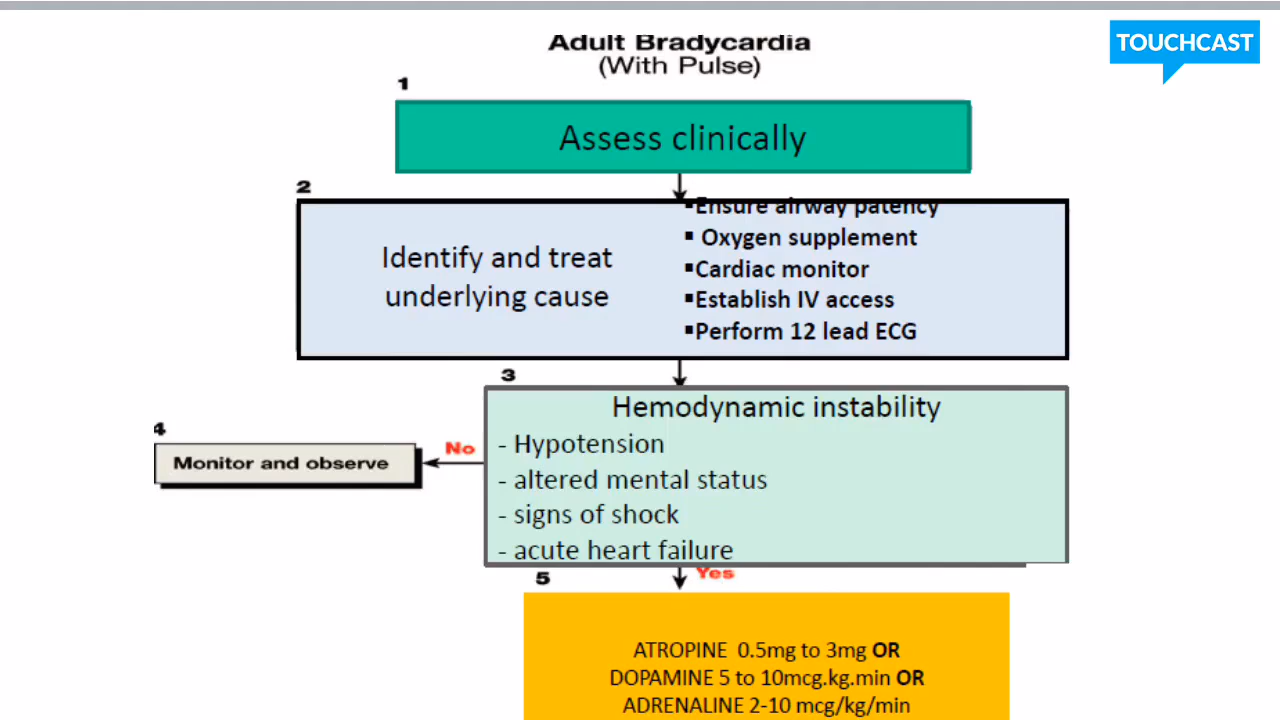 TOUCHCAST
Adult Bradycardia
(With Pulse)
1
Assess clinically
2
Identify and treat
underlying cause
▪Ensure airway patency
▪ Oxygen supplement
▪Cardiac monitor
▪Establish IV access
▪Perform 12 lead ECG
3
Hemodynamic instability
- Hypotension
- altered mental status
- signs of shock
- acute heart failure
4
No
Monitor and observe
Yes
5
ATROPINE 0.5mg to 3mg OR
DOPAMINE 5 to 10mcg.kg.min OR
ADRENALINE 2-10 mcg/kg/min